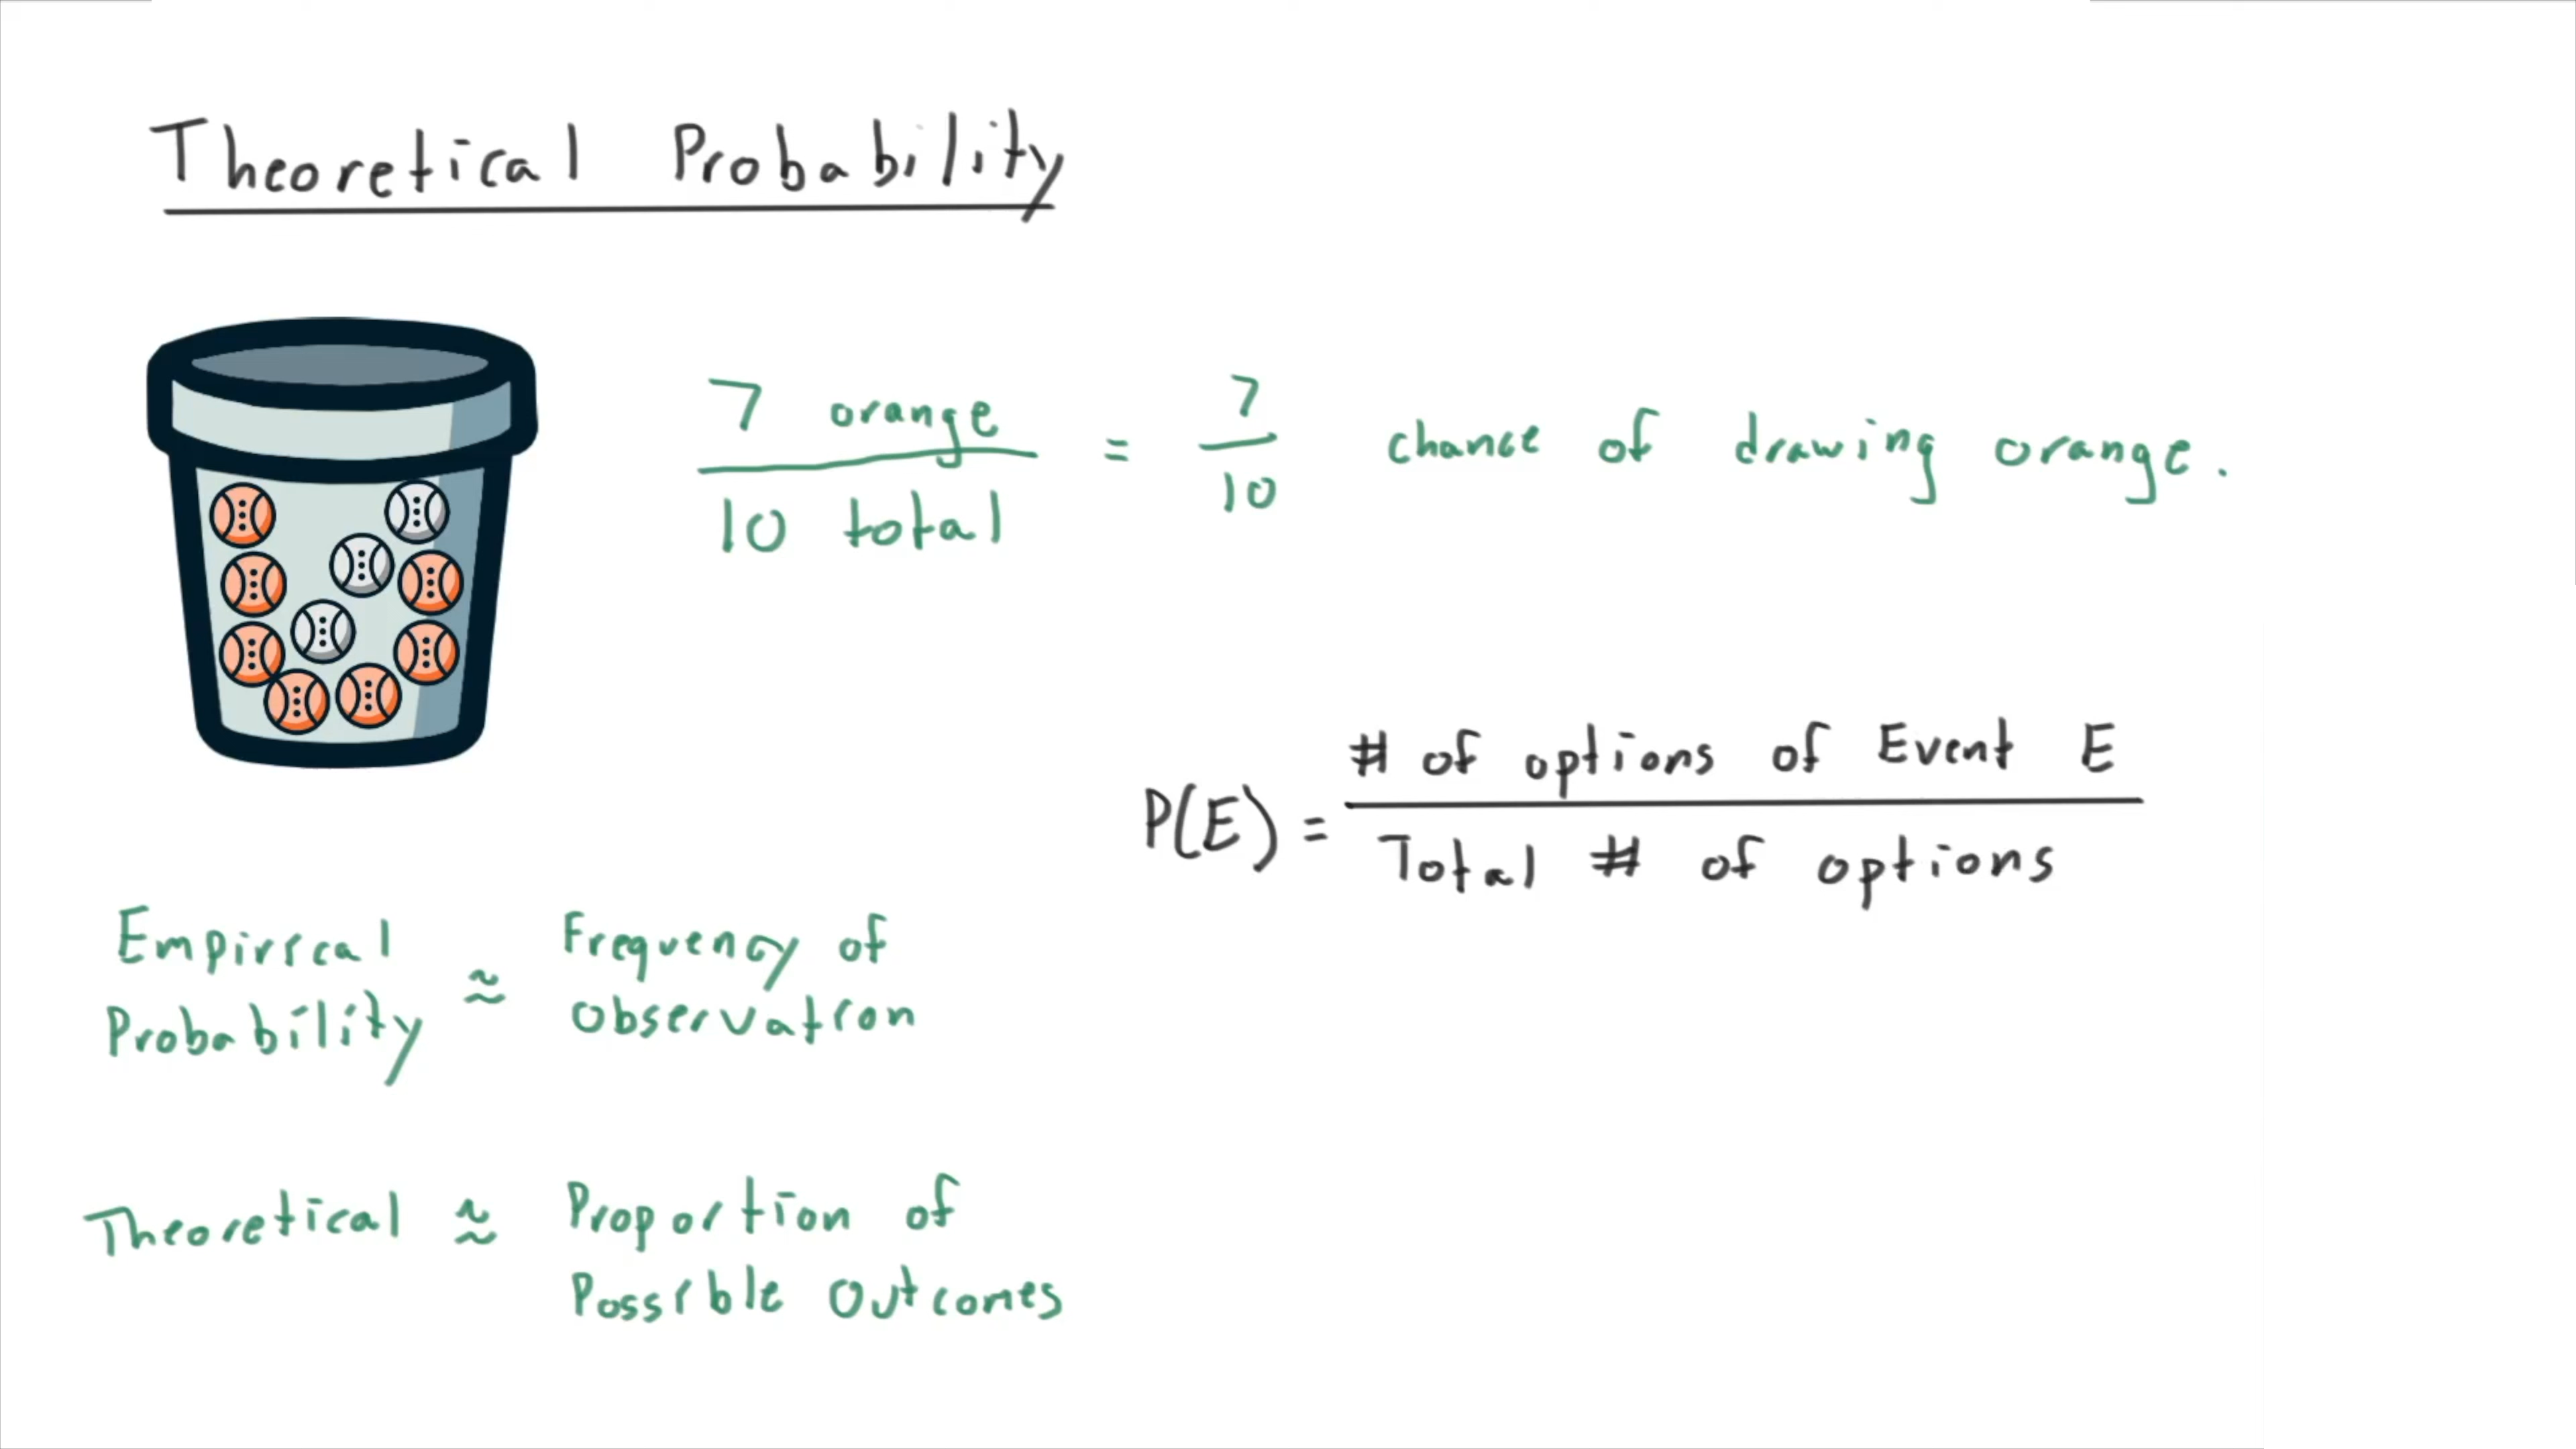 Theoretical Probability
7 orange
10 total
=
7
10
chance of drawing orange.
P(E) =
# of options of Event E
Total # of options
Empirical
Probability
≈
Frequency of
observation
Theoretical ≈
Proportion of
Possible Outcomes